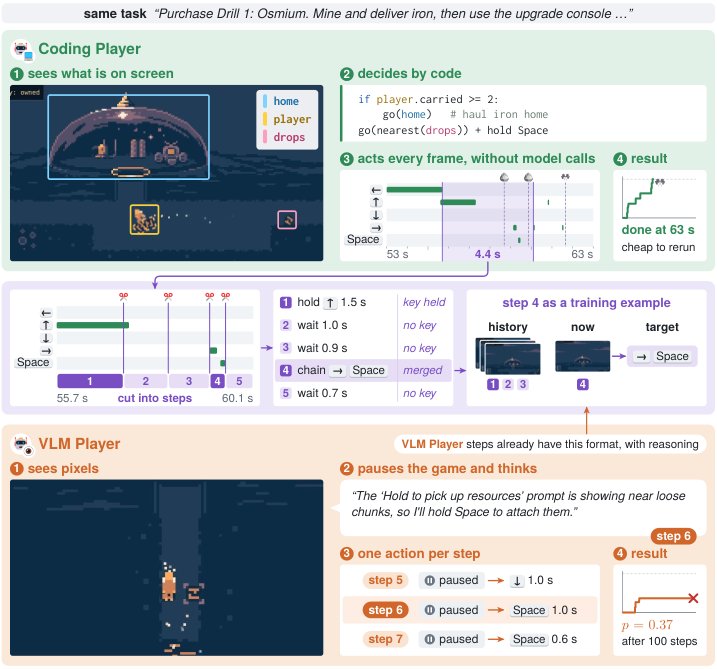 same task “Purchase Drill 1: Osmium. Mine and deliver iron, then use the upgrade console …”
Coding Player
1 sees what is on screen
y: owned
home
player
drops
2 decides by code
if player.carried >= 2:
go(home) # haul iron home
go(nearest(drops)) + hold Space
3 acts every frame, without model calls
←
↑
↓
→
Space
53 s 4.4 s 63 s
4 result
done at 63 s
cheap to rerun
←
↑
↓
→
Space
1 2 3 4 5
55.7 s cut into steps 60.1 s
1 hold ↑ 1.5 s key held
2 wait 1.0 s no key
3 wait 0.9 s no key
4 chain → Space merged
5 wait 0.7 s no key
step 4 as a training example
history now target
→ Space
1 2 3 4
VLM Player steps already have this format, with reasoning
VLM Player
1 sees pixels
2 pauses the game and thinks
“The ‘Hold to pick up resources’ prompt is showing near loose
chunks, so I’ll hold Space to attach them.”
step 6
3 one action per step
step 5 paused → ↓ 1.0 s
step 6 paused → Space 1.0 s
step 7 paused → Space 0.6 s
4 result
p = 0.37
after 100 steps